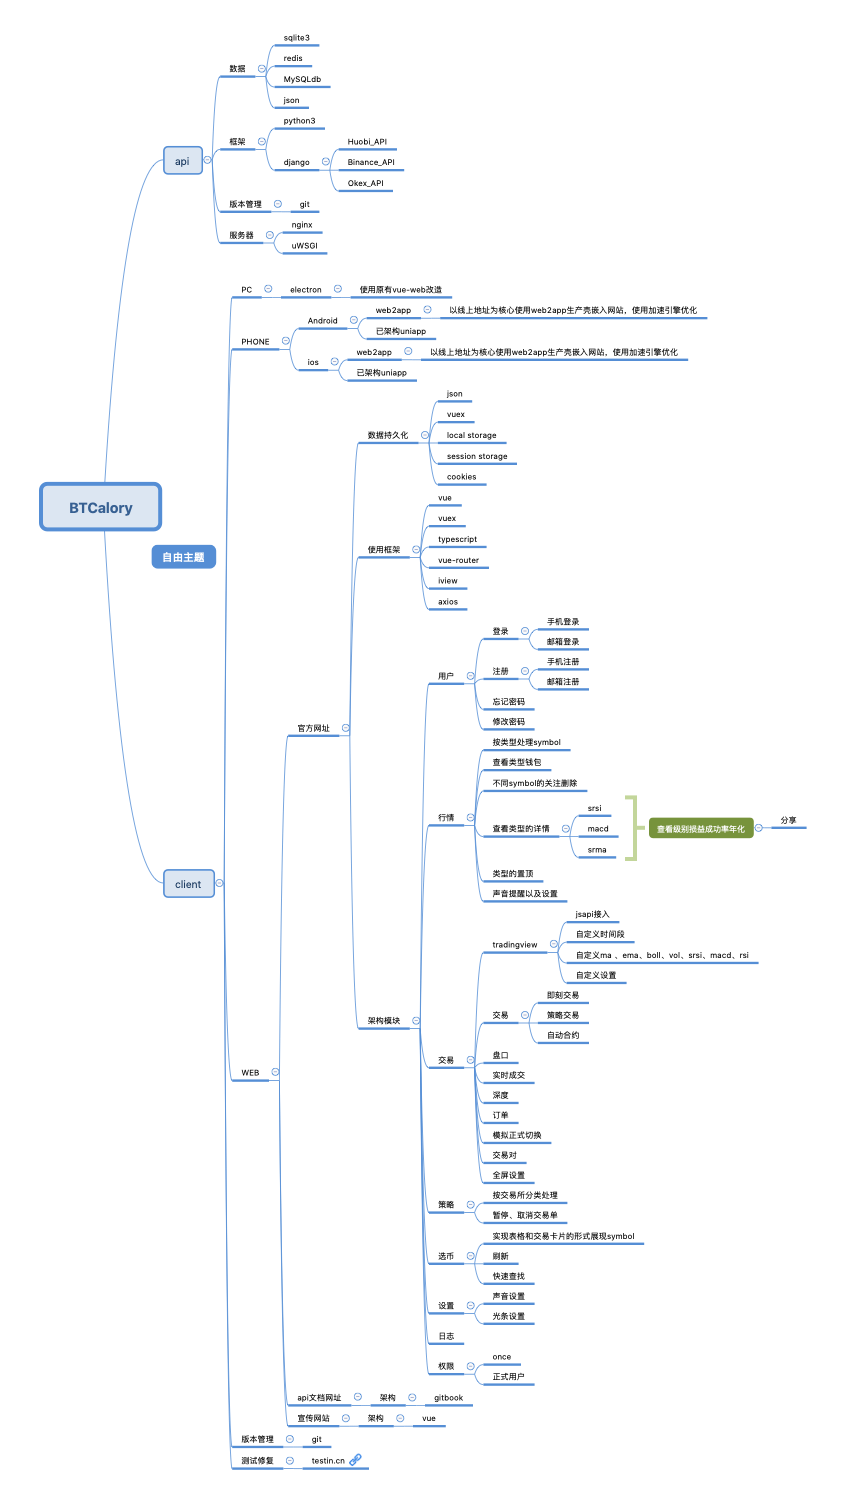 sqlite3
redis
数据
MySQLdb
json
python3
框架
Huobi_API
django
Binance_API
Okex_API
api
版本管理
git
nginx
服务器
uWSGI
PC
electron
使用原有vue-web改造
Android
web2app
以线上地址为核心使用web2app生产壳嵌入网站，使用加速引擎优化
已架构uniapp
PHONE
ios
web2app
以线上地址为核心使用web2app生产壳嵌入网站，使用加速引擎优化
已架构uniapp
json
vuex
数据持久化
local storage
session storage
cookies
BTCalory
自由主题
vue
vuex
typescript
使用框架
vue-router
iview
axios
登录
手机登录
邮箱登录
用户
注册
手机注册
邮箱注册
忘记密码
修改密码
官方网址
按类型处理symbol
查看类型钱包
不同symbol的关注删除
行情
查看类型的详情
srsi
macd
srma
查看级别损益成功率年化
分享
类型的置顶
声音提醒以及设置
client
tradingview
jsapi接入
自定义时间段
自定义ma 、ema、boll、vol、srsi、macd、rsi
自定义设置
架构模块
交易
即刻交易
策略交易
自动合约
交易
盘口
实时成交
深度
订单
模拟正式切换
交易对
全屏设置
WEB
策略
按交易所分类处理
暂停、取消交易单
选币
实现表格和交易卡片的形式展现symbol
刷新
快速查找
设置
声音设置
光条设置
日志
权限
once
正式用户
api文档网址
架构
gitbook
宣传网站
架构
vue
版本管理
git
测试修复
testin.cn